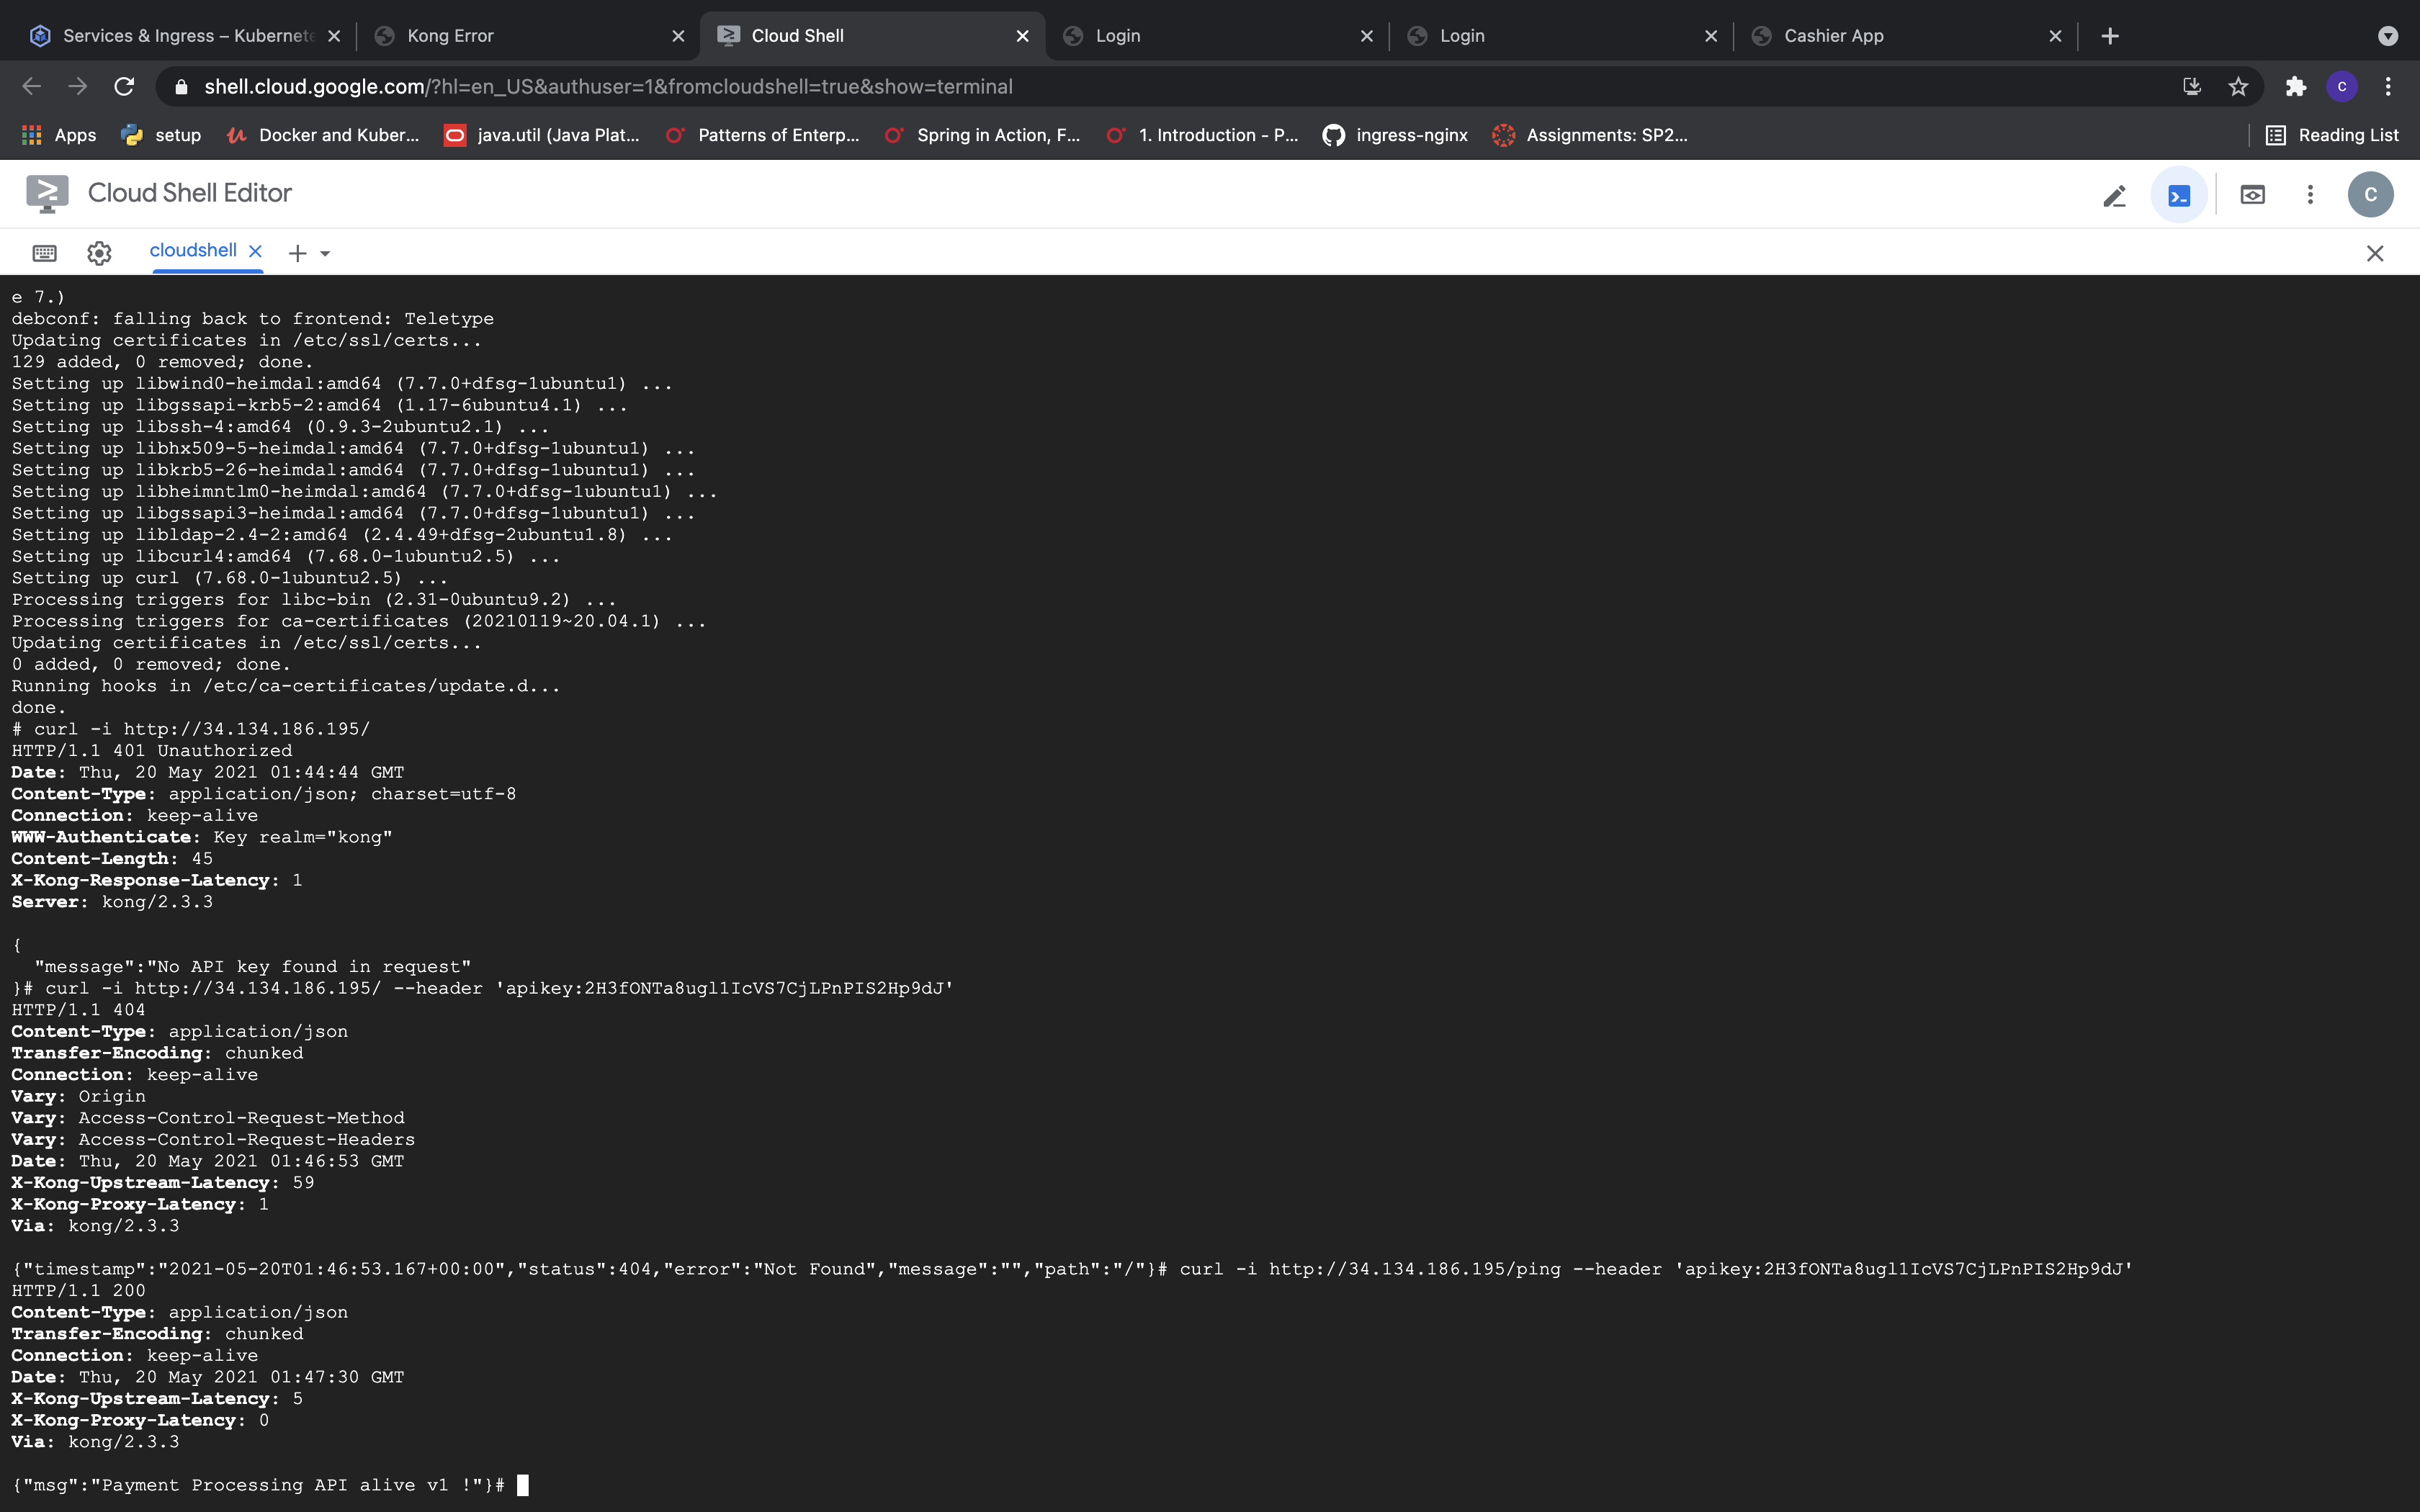 Services & Ingress – Kubernete
Kong Error
Cloud Shell
Login
Login
Cashier App
shell.cloud.google.com/?hl=en_US&authuser=1&fromcloudshell=true&show=terminal
C
Apps
setup
Docker and Kuber...
java.util (Java Plat...
Patterns of Enterp...
Spring in Action, F...
1. Introduction - P...
ingress-nginx
Assignments: SP2...
Reading List
Cloud Shell Editor
C
cloudshell
e 7.)
debconf: falling back to frontend: Teletype
Updating certificates in /etc/ssl/certs...
129 added, 0 removed; done.
Setting up libwind0-heimdal:amd64 (7.7.0+dfsg-1ubuntu1) ...
Setting up libgssapi-krb5-2:amd64 (1.17-6ubuntu4.1) ...
Setting up libssh-4:amd64 (0.9.3-2ubuntu2.1) ...
Setting up libhx509-5-heimdal:amd64 (7.7.0+dfsg-1ubuntu1) ...
Setting up libkrb5-26-heimdal:amd64 (7.7.0+dfsg-1ubuntu1) ...
Setting up libheimntlm0-heimdal:amd64 (7.7.0+dfsg-1ubuntu1) ...
Setting up libgssapi3-heimdal:amd64 (7.7.0+dfsg-1ubuntu1) ...
Setting up libldap-2.4-2:amd64 (2.4.49+dfsg-2ubuntu1.8) ...
Setting up libcurl4:amd64 (7.68.0-1ubuntu2.5) ...
Setting up curl (7.68.0-1ubuntu2.5) ...
Processing triggers for libc-bin (2.31-0ubuntu9.2) ...
Processing triggers for ca-certificates (20210119~20.04.1) ...
Updating certificates in /etc/ssl/certs...
0 added, 0 removed; done.
Running hooks in /etc/ca-certificates/update.d...
done.
# curl -i http://34.134.186.195/
HTTP/1.1 401 Unauthorized
Date: Thu, 20 May 2021 01:44:44 GMT
Content-Type: application/json; charset=utf-8
Connection: keep-alive
WWW-Authenticate: Key realm="kong"
Content-Length: 45
X-Kong-Response-Latency: 1
Server: kong/2.3.3
{
"message":"No API key found in request"
}# curl -i http://34.134.186.195/ --header 'apikey:2H3fONTa8ugl1IcVS7CjLPnPIS2Hp9dJ'
HTTP/1.1 404
Content-Type: application/json
Transfer-Encoding: chunked
Connection: keep-alive
Vary: Origin
Vary: Access-Control-Request-Method
Vary: Access-Control-Request-Headers
Date: Thu, 20 May 2021 01:46:53 GMT
X-Kong-Upstream-Latency: 59
X-Kong-Proxy-Latency: 1
Via: kong/2.3.3
{"timestamp":"2021-05-20T01:46:53.167+00:00","status":404,"error":"Not Found","message":"","path":"/"}# curl -i http://34.134.186.195/ping --header 'apikey:2H3fONTa8ugl1IcVS7CjLPnPIS2Hp9dJ'
HTTP/1.1 200
Content-Type: application/json
Transfer-Encoding: chunked
Connection: keep-alive
Date: Thu, 20 May 2021 01:47:30 GMT
X-Kong-Upstream-Latency: 5
X-Kong-Proxy-Latency: 0
Via: kong/2.3.3
{"msg":"Payment Processing API alive v1 !"}#